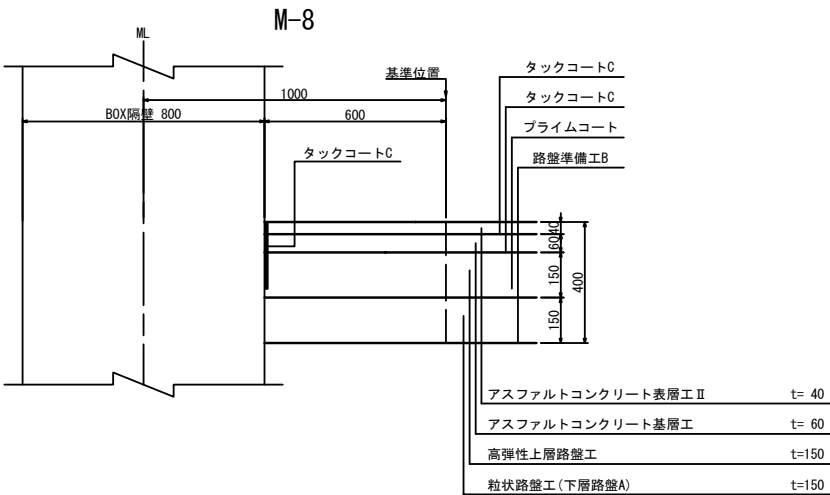 M-8
ML
基準位置
タックコートC
1000
タックコートC
BOX隔壁 800
600
プライムコート
タックコートC
路盤準備工B
40
60
150
400
150
アスファルトコンクリート表層工Ⅱ t= 40
アスファルトコンクリート基層工 t= 60
高弾性上層路盤工 t=150
粒状路盤工(下層路盤A) t=150